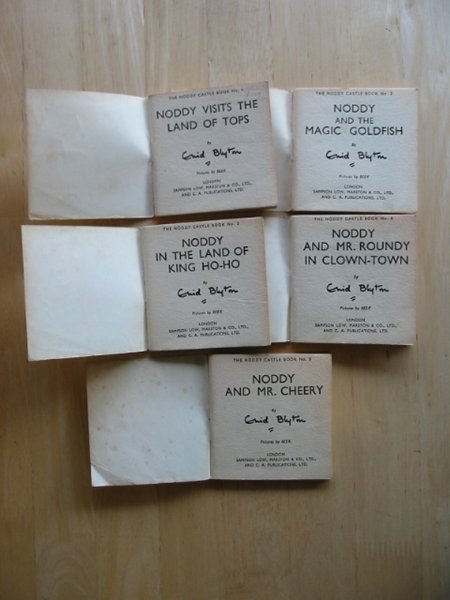 THE NODDY CASTLE BOOK No.
NODDY VISITS THE
LAND OF TOPS
By
Enid Blyton
Pictures by BEEK
LONDON
SAMPSON LOW, MARSTON & CO., LTD.,
AND C. A. PUBLICATIONS, LTD.
THE NODDY CASTLE BOOK No. 2
NODDY
AND THE
MAGIC GOLDFISH
By
Enid Blyton
Pictures by BEEK
LONDON
SAMPSON LOW, MARSTON & CO., LTD.,
AND C. A. PUBLICATIONS, LTD.
THE NODDY CASTLE BOOK No.
NODDY
IN THE LAND OF
KING HO-HO
By
Enid Blyton
Pictures by BEEK
LONDON
SAMPSON LOW, MARSTON & CO., LTD.,
AND C. A. PUBLICATIONS, LTD.
THE NODDY CASTLE BOOK No. 4
NODDY
AND MR. ROUNDY
IN CLOWN-TOWN
By
Enid Blyton
Pictures by BEEK
LONDON
SAMPSON LOW, MARSTON & CO., LTD.,
AND C. A. PUBLICATIONS, LTD.
THE NODDY CASTLE BOOK No. 5
NODDY
AND MR. CHEERY
By
Enid Blyton
Pictures by BEEK
LONDON
SAMPSON LOW, MARSTON & CO., LTD.,
AND C. A. PUBLICATIONS, LTD.